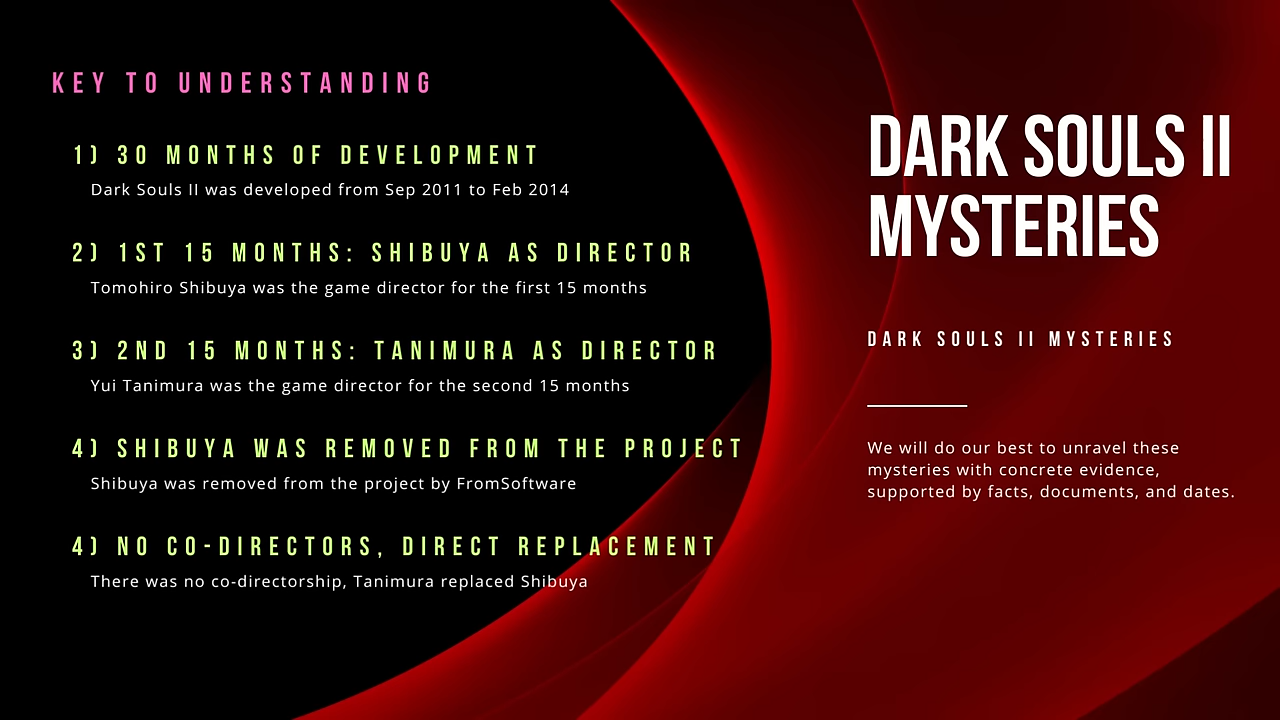 KEY TO UNDERSTANDING
1) 30 MONTHS OF DEVELOPMENT
Dark Souls II was developed from Sep 2011 to Feb 2014
2) 1ST 15 MONTHS: SHIBUYA AS DIRECTOR
Tomohiro Shibuya was the game director for the first 15 months
3) 2ND 15 MONTHS: TANIMURA AS DIRECTOR
Yui Tanimura was the game director for the second 15 months
4) SHIBUYA WAS REMOVED FROM THE PROJECT
Shibuya was removed from the project by FromSoftware
4) NO CO-DIRECTORS, DIRECT REPLACEMENT
There was no co-directorship, Tanimura replaced Shibuya
DARK SOULS II
MYSTERIES
DARK SOULS II MYSTERIES
We will do our best to unravel these
mysteries with concrete evidence,
supported by facts, documents, and dates.